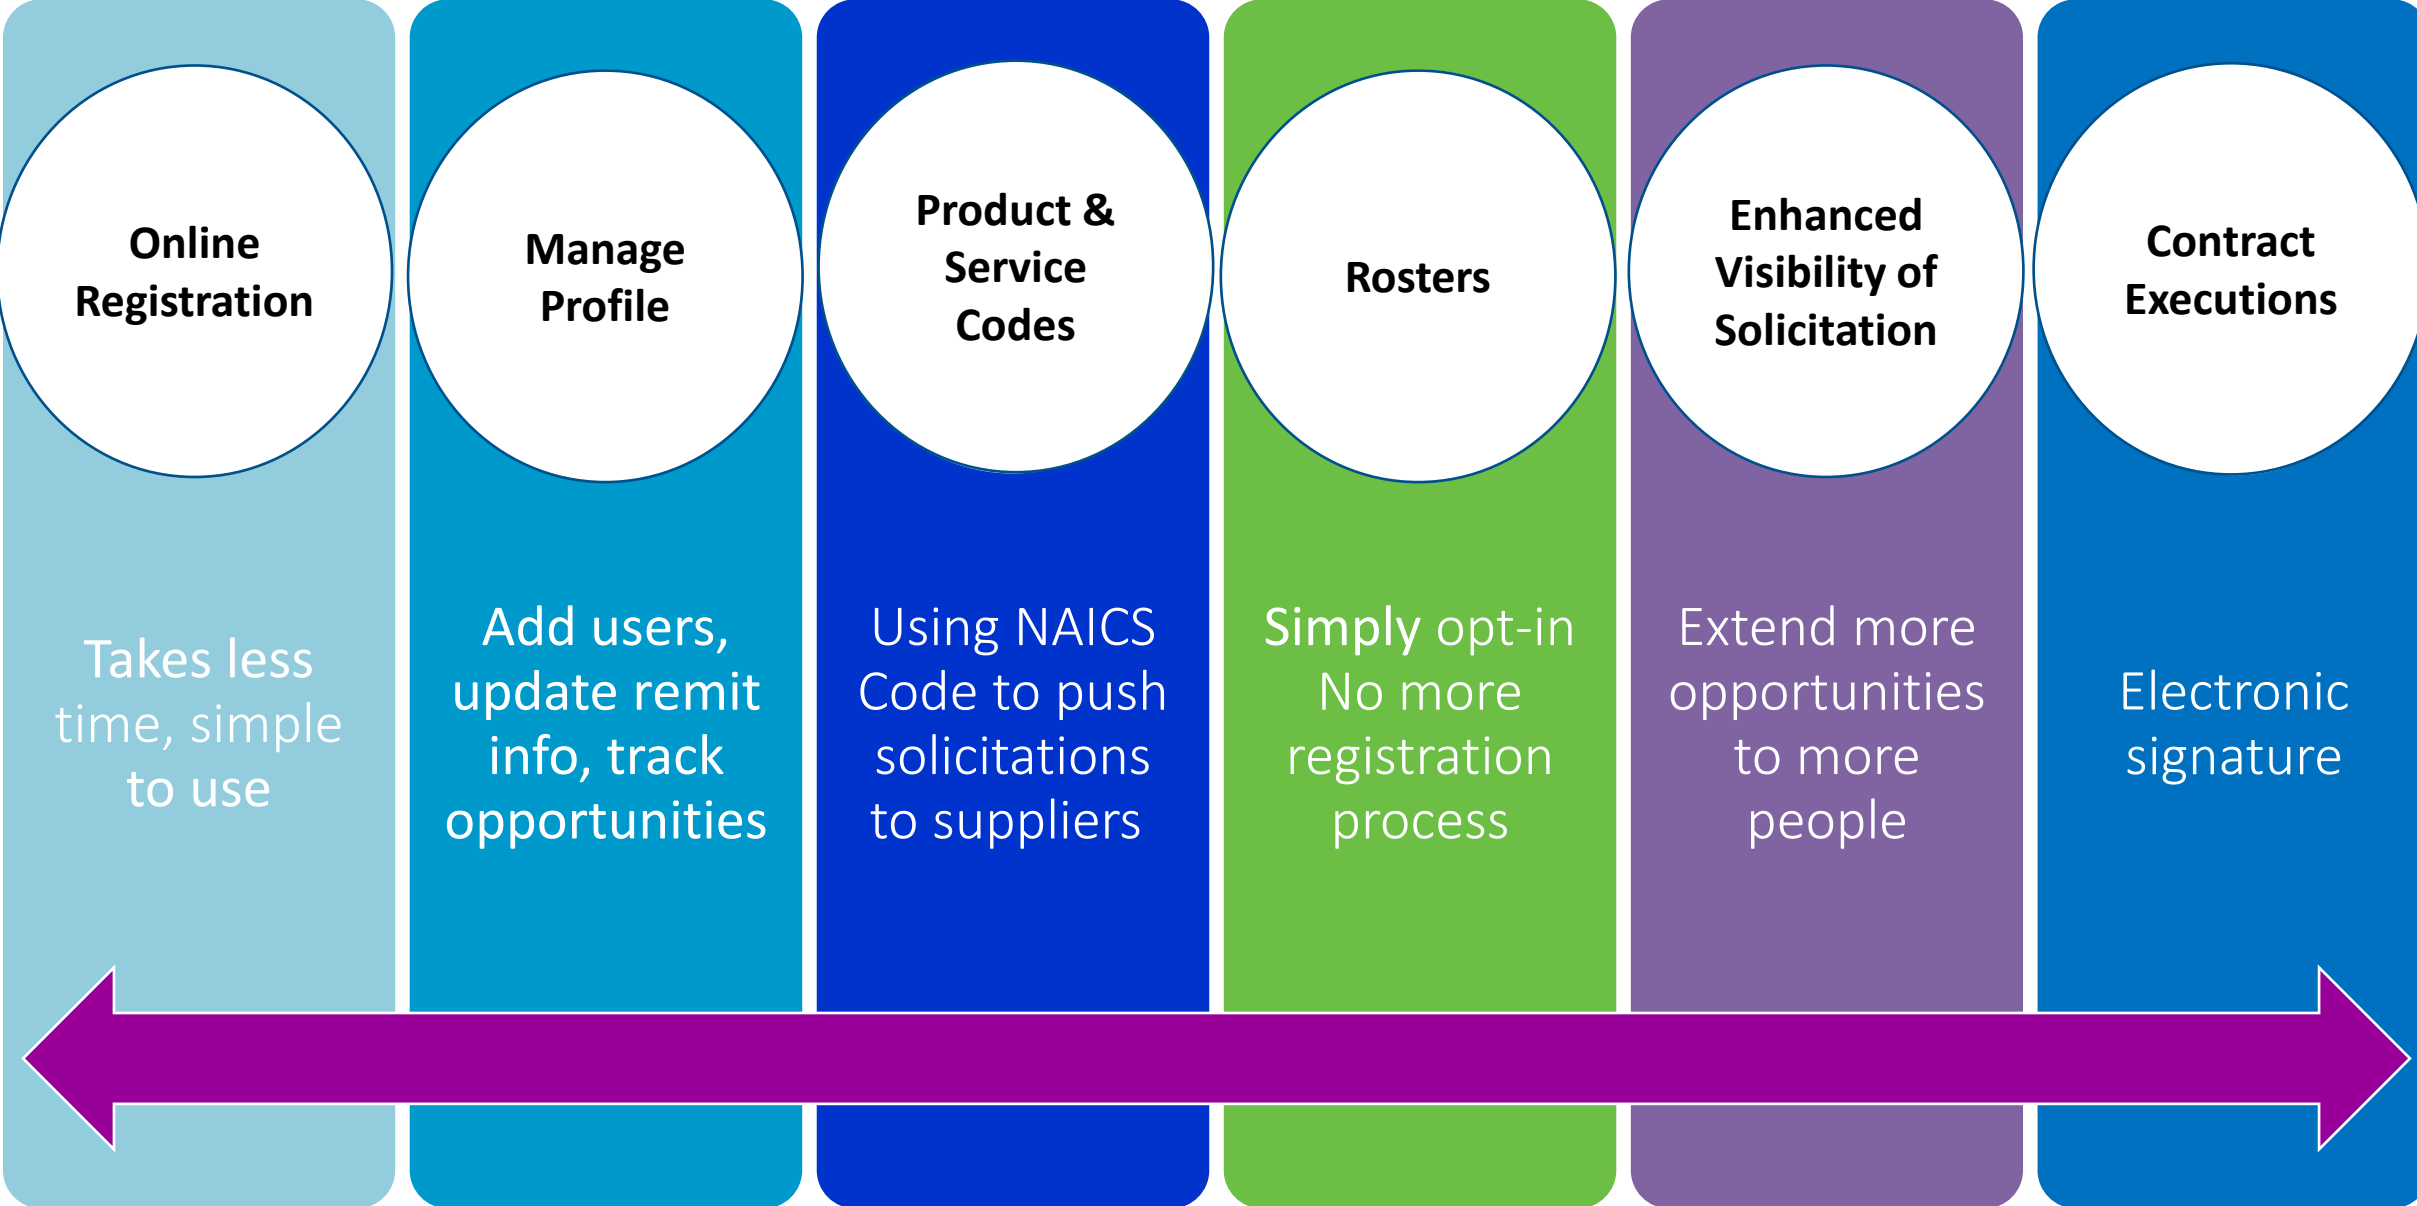 Online
Registration
Takes less
time, simple
to use
Manage
Profile
Add users,
update remit
info, track
opportunities
Product &
Service
Codes
Using NAICS
Code to push
solicitations
to suppliers
Rosters
Simply opt-in
No more
registration
process
Enhanced
Visibility of
Solicitation
Extend more
opportunities
to more
people
Contract
Executions
Electronic
signature